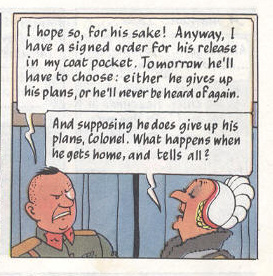 I hope so, for his sake! Anyway, I
have a signed order for his release
in my coat pocket. Tomorrow he'll
have to choose: either he gives up
his plans, or he'll never be heard of again.
And supposing he does give up his
plans, Colonel. What happens when
he gets home, and tells all?